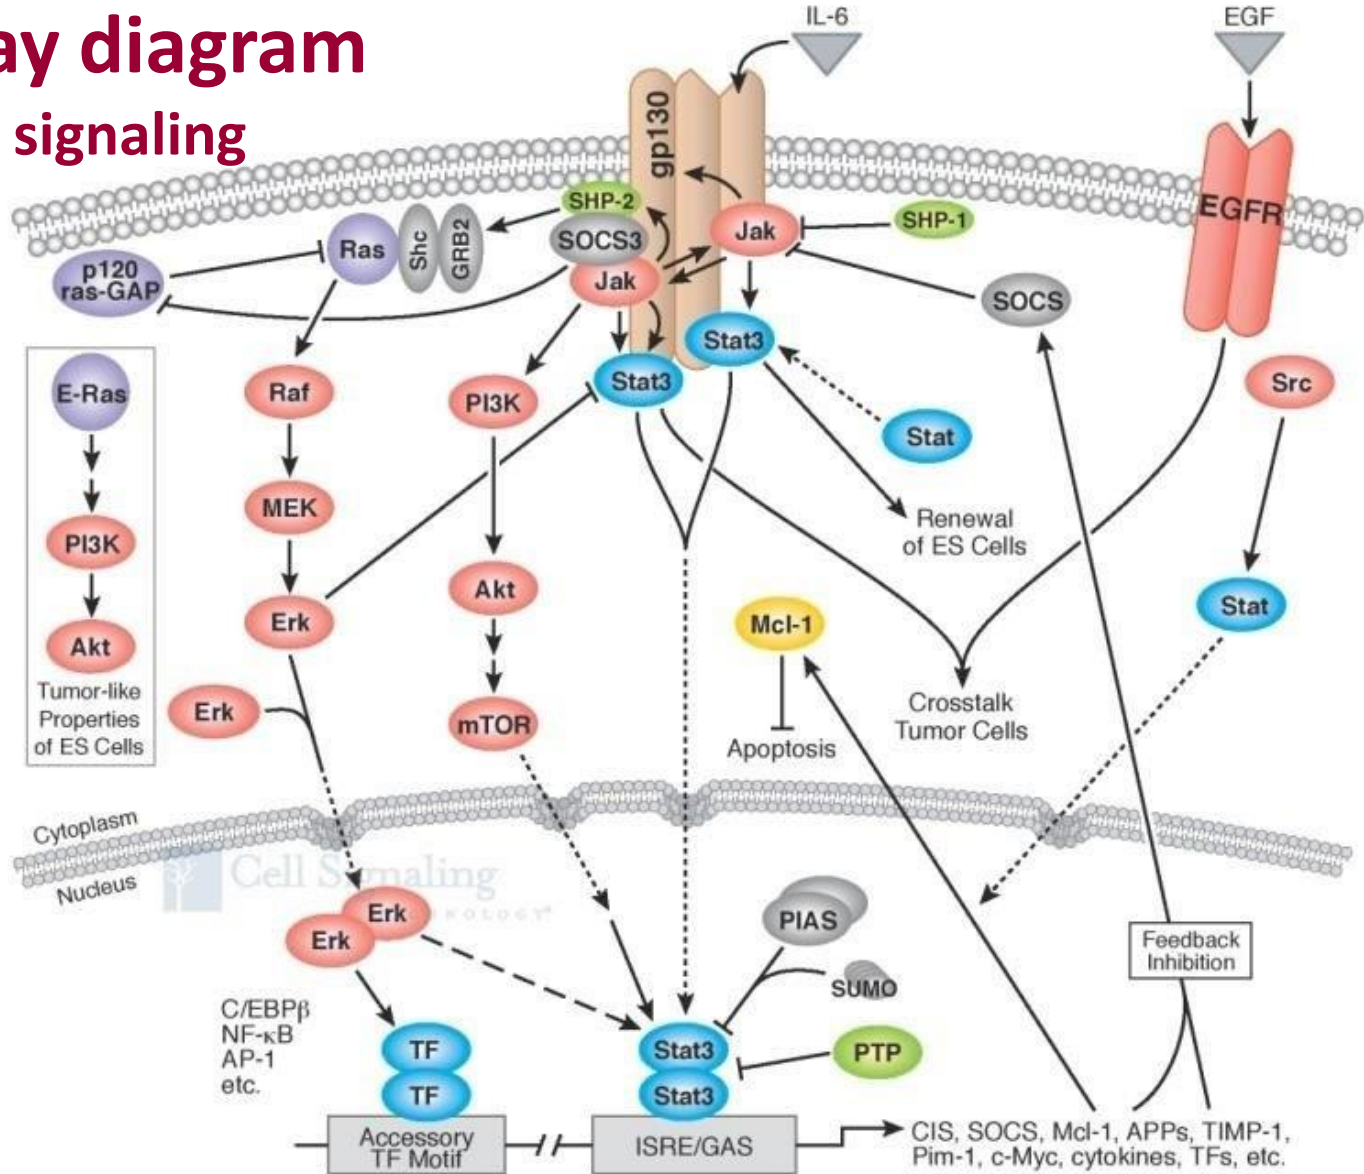 ay diagram
signaling
IL-6
EGF
gp130
EGFR
SHP-2
SOCS3
Jak
Jak
SHP-1
Ras
Shc
GRB2
p120
ras-GAP
SOCS
Stat3
Stat3
Stat
Src
Stat
E-Ras
PI3K
Akt
Tumor-like
Properties
of ES Cells
Raf
MEK
Erk
Erk
PI3K
Akt
mTOR
Renewal
of ES Cells
Mcl-1
Apoptosis
Crosstalk
Tumor Cells
Cytoplasm
Nucleus
Cell Signaling
Erk
Erk
PIAS
SUMO
Feedback
Inhibition
C/EBPβ
NF-κB
AP-1
etc.
TF
TF
Stat3
Stat3
PTP
Accessory
TF Motif
ISRE/GAS
CIS, SOCS, Mcl-1, APPs, TIMP-1,
Pim-1, c-Myc, cytokines, TFs, etc.